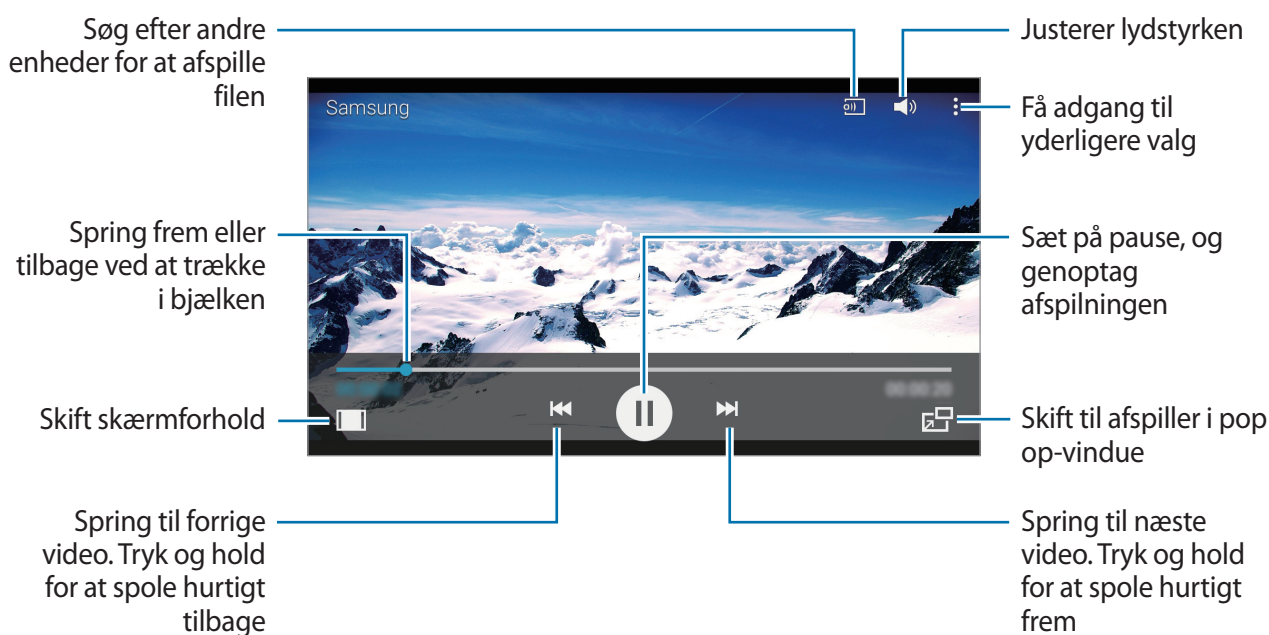 Søg efter andre
enheder for at afspille
filen
Justerer lydstyrken
Samsung
Få adgang til
yderligere valg
Spring frem eller
tilbage ved at trække
i bjælken
Sæt på pause, og
genoptag
afspilningen
Skift skærmforhold
Skift til afspiller i pop
op-vindue
Spring til forrige
video. Tryk og hold
for at spole hurtigt
tilbage
Spring til næste
video. Tryk og hold
for at spole hurtigt
frem